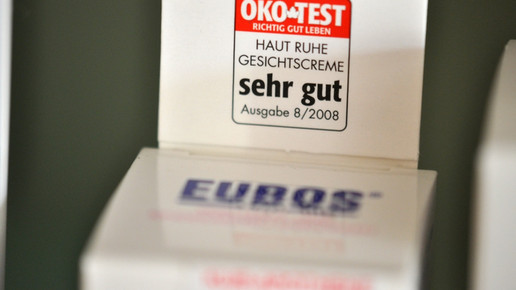 ÖKO TEST
RICHTIG GUT LEBEN
HAUT RUHE
GESICHTSCREME
sehr gut
Ausgabe 8/2008
EUBOS